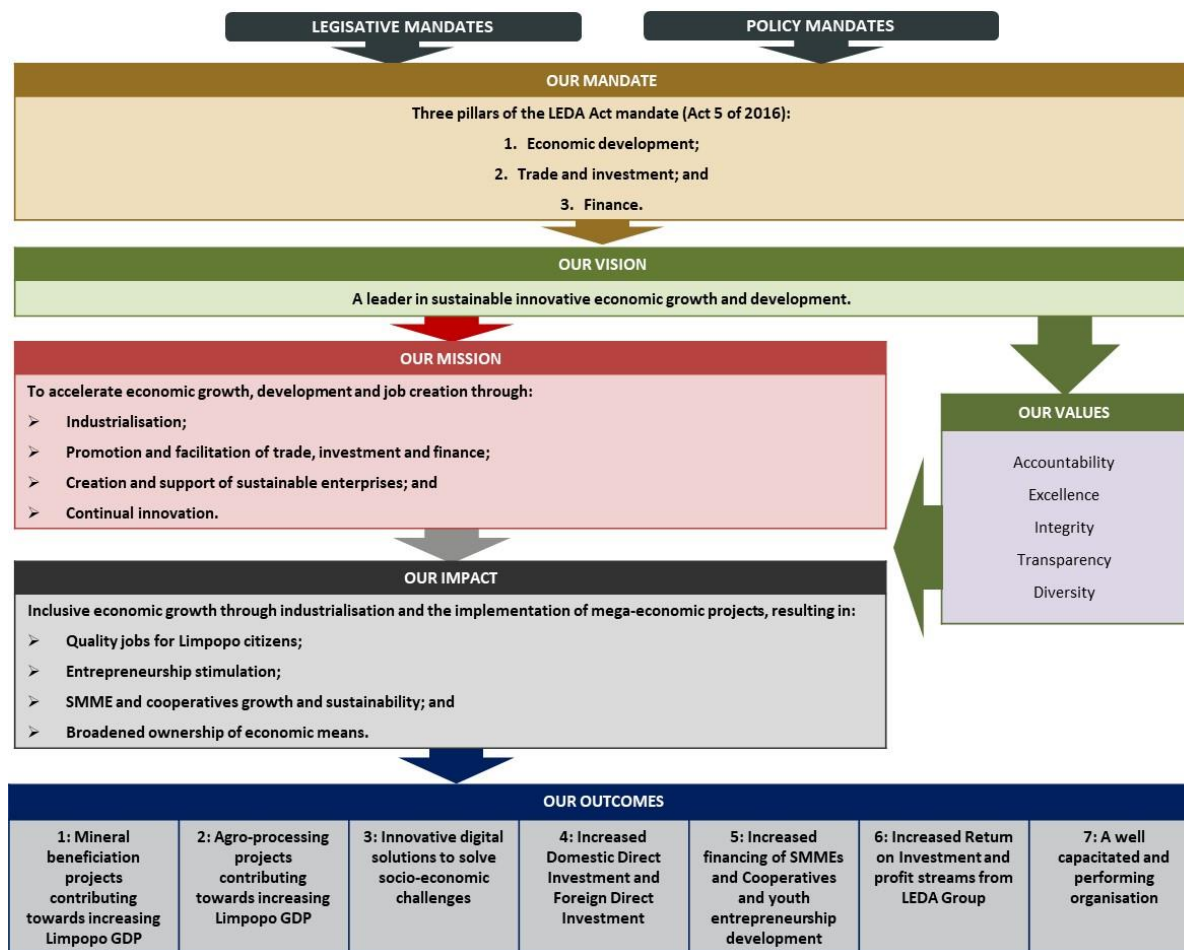 LEGISATIVE MANDATES
POLICY MANDATES
OUR MANDATE
Three pillars of the LEDA Act mandate (Act 5 of 2016):
1. Economic development;
2. Trade and investment; and
3. Finance.
OUR VISION
A leader in sustainable innovative economic growth and development.
OUR MISSION
To accelerate economic growth, development and job creation through:
➢ Industrialisation;
➢ Promotion and facilitation of trade, investment and finance;
➢ Creation and support of sustainable enterprises; and
➢ Continual innovation.
OUR VALUES
Accountability
Excellence
Integrity
Transparency
Diversity
OUR IMPACT
Inclusive economic growth through industrialisation and the implementation of mega-economic projects, resulting in:
➢ Quality jobs for Limpopo citizens;
➢ Entrepreneurship stimulation;
➢ SMME and cooperatives growth and sustainability; and
➢ Broadened ownership of economic means.
OUR OUTCOMES
1: Mineral
beneficiation
projects
contributing
towards increasing
Limpopo GDP
2: Agro-processing
projects
contributing
towards increasing
Limpopo GDP
3: Innovative digital
solutions to solve
socio-economic
challenges
4: Increased
Domestic Direct
Investment and
Foreign Direct
Investment
5: Increased
financing of SMMEs
and Cooperatives
and youth
entrepreneurship
development
6: Increased Return
on Investment and
profit streams from
LEDA Group
7: A well
capacitated and
performing
organisation